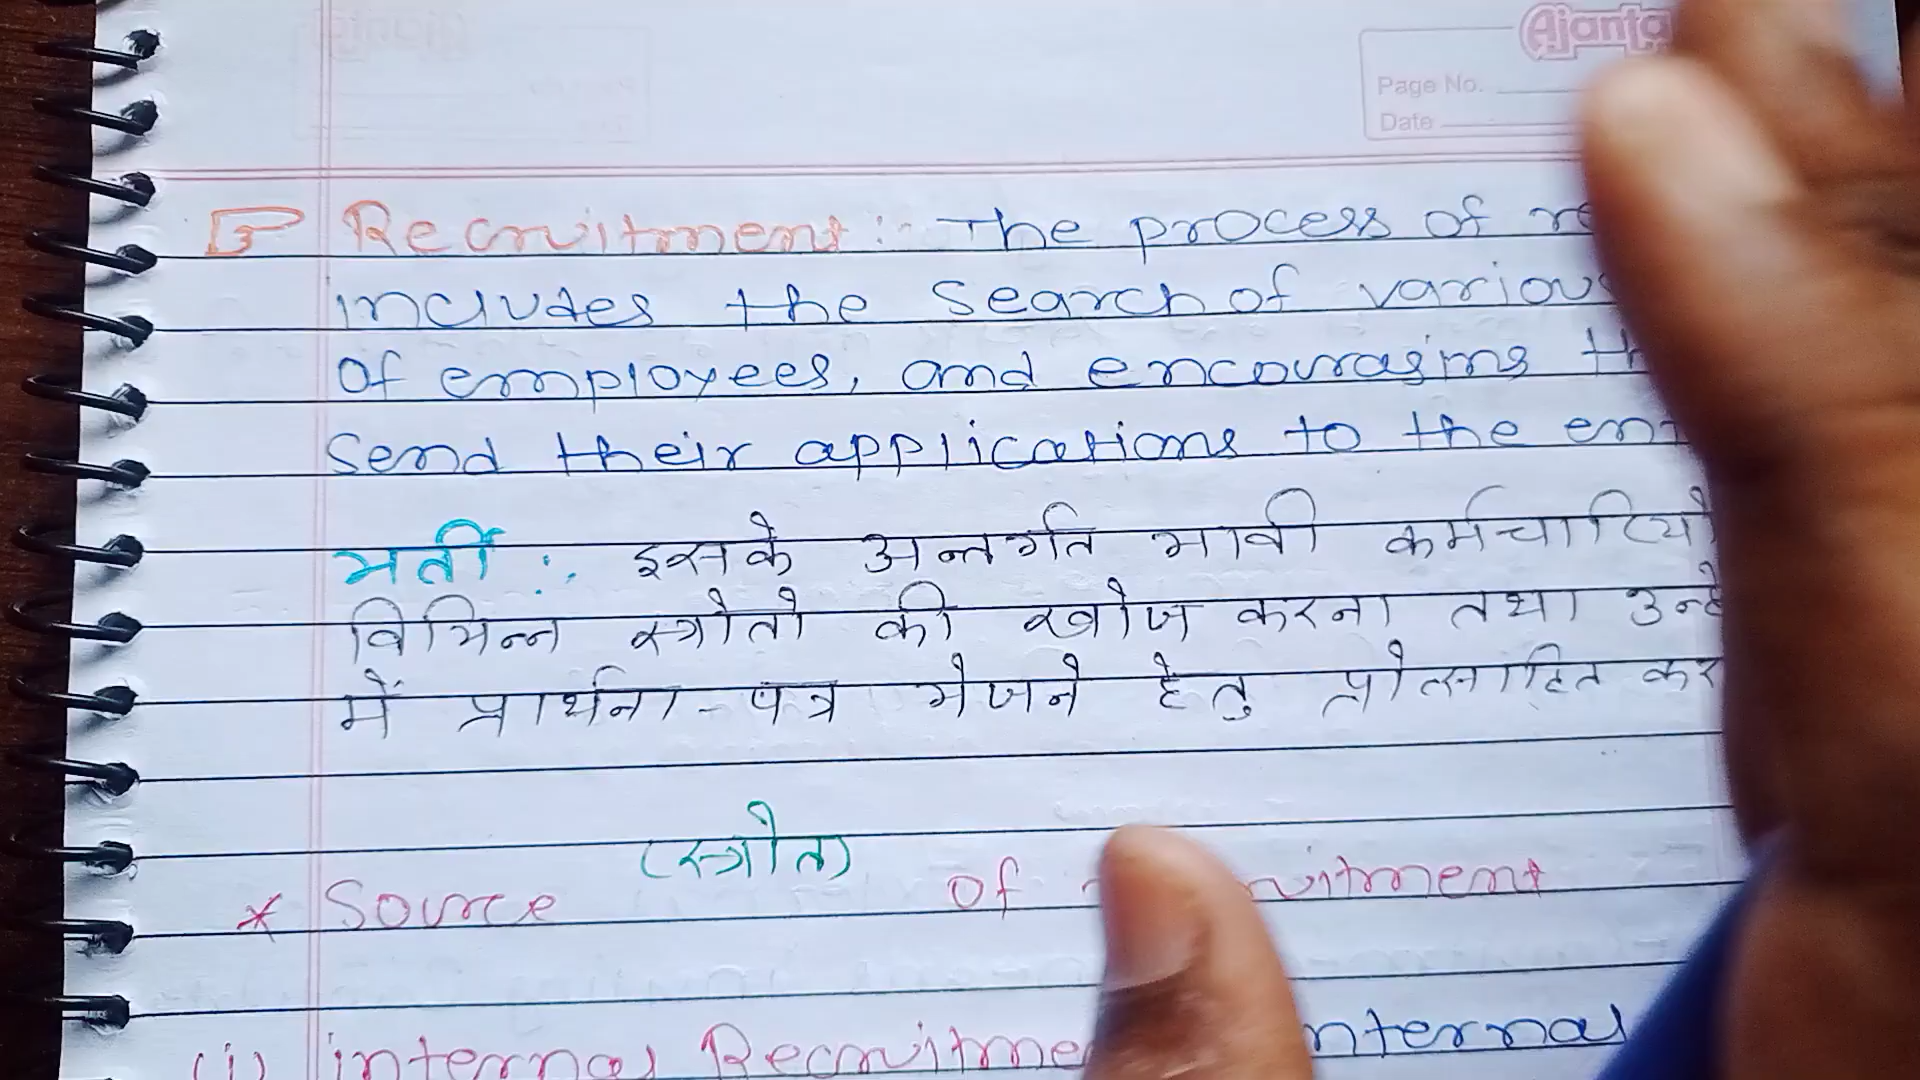 Ajanta
Page No.
Date
Recruitment :- The process of
includes the search of
of employees, and encouraging
send their applications to the
भर्ती :- इसके अन्तर्गत भावी
विभिन्न स्त्रोतो की खोज करना तथा
में प्रार्थना-पत्र भेजने हेतु प्रोत्साहित
(स्त्रोत)
* Source of
(i) internal